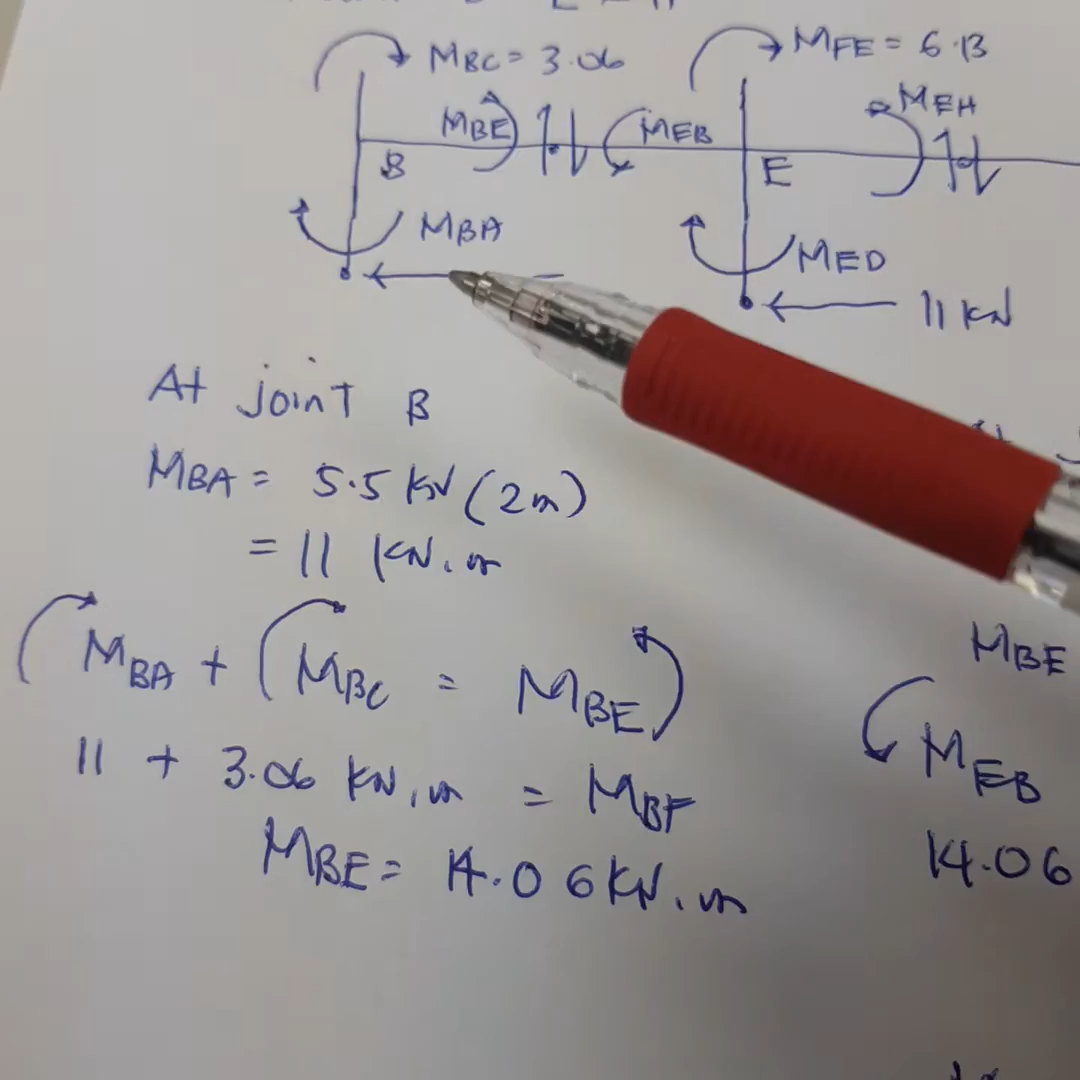 MBC = 3.06
MFE = 6.13
MBE
MEB
MEH
B
E
MBA
MED
11 KN
At joint B
MBA = 5.5 KN (2m)
= 11 KN.m
MBA + MBC = MBE
11 + 3.06 KN.m = MBE
MBE = 14.06 KN.m
MBE
MEB
14.06